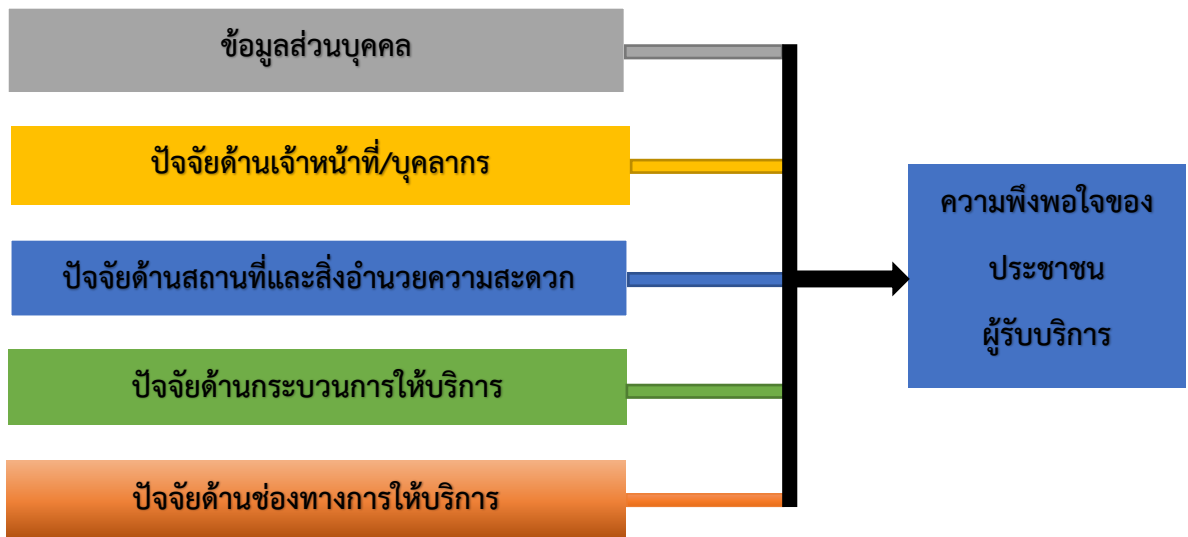 ข้อมูลส่วนบุคคล
ปัจจัยด้านเจ้าหน้าที่/บุคลากร
ปัจจัยด้านสถานที่และสิ่งอำนวยความสะดวก
ปัจจัยด้านกระบวนการให้บริการ
ปัจจัยด้านช่องทางการให้บริการ
ความพึงพอใจของ
ประชาชน
ผู้รับบริการ